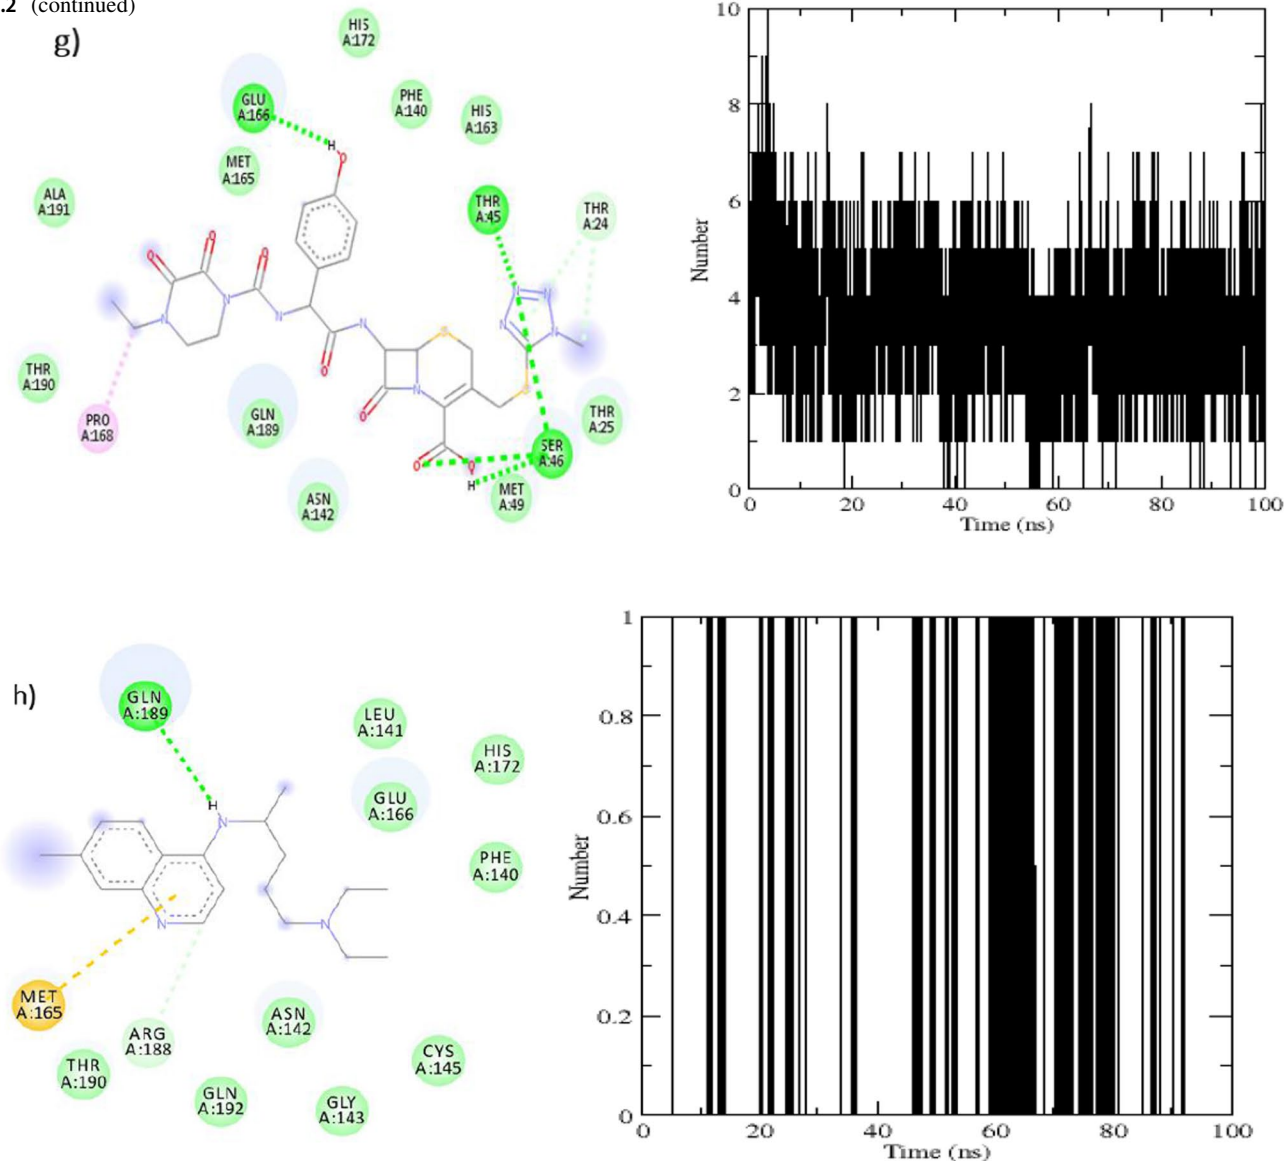 .2 (continued)
g)
HIS
A:172
GLU
A:166
PHE
A:140
HIS
A:163
MET
A:165
ALA
A:191
THR
A:45
THR
A:24
H
O
O
O
O
N
N
N
N
N
N
N
N
O
S
N
O
S
THR
A:190
PRO
A:168
GLN
A:189
THR
A:25
SER
A:46
O
O
H
ASN
A:142
MET
A:49
10
8
6
4
2
0
Number
0 20 40 60 80 100
Time (ns)
h)
GLN
A:189
LEU
A:141
HIS
A:172
GLU
A:166
H
N
PHE
A:140
N
N
MET
A:165
ARG
A:188
ASN
A:142
THR
A:190
CYS
A:145
GLN
A:192
GLY
A:143
1
0.8
0.6
0.4
0.2
0
Number
0 20 40 60 80 100
Time (ns)